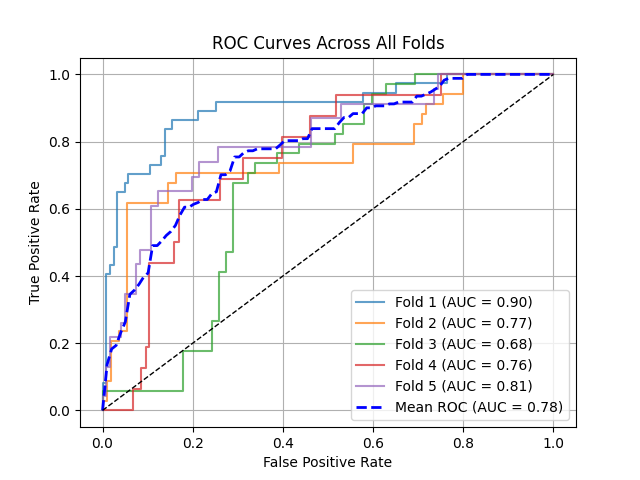 ROC Curves Across All Folds
True Positive Rate
1.0
0.8
0.6
0.4
0.2
0.0
0.0 0.2 0.4 0.6 0.8 1.0
False Positive Rate
Fold 1 (AUC = 0.90)
Fold 2 (AUC = 0.77)
Fold 3 (AUC = 0.68)
Fold 4 (AUC = 0.76)
Fold 5 (AUC = 0.81)
Mean ROC (AUC = 0.78)